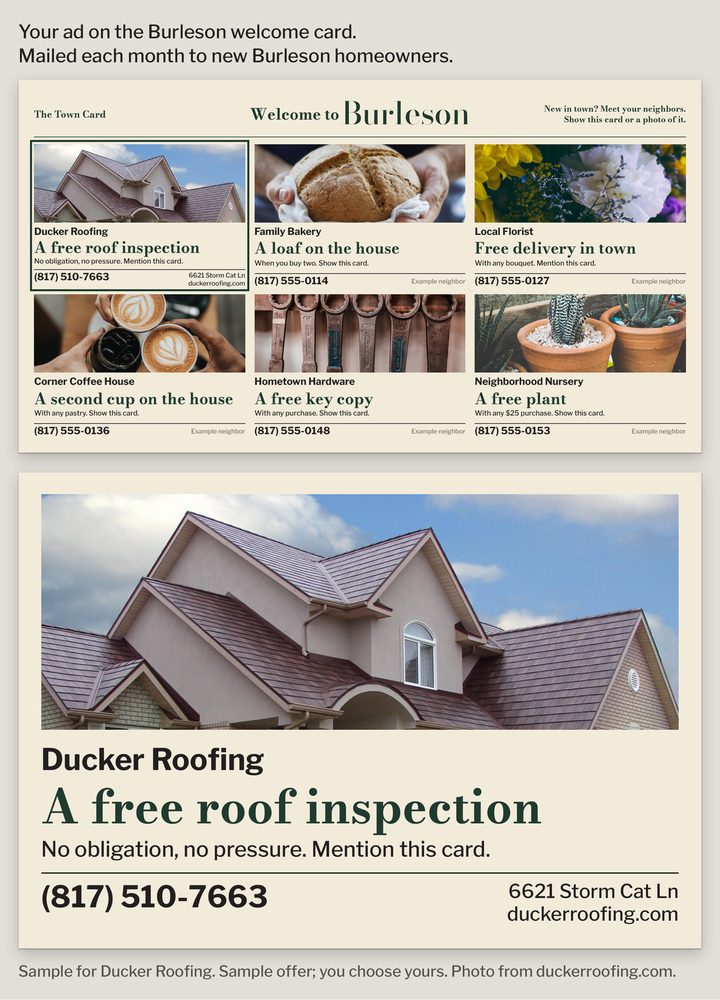 Your ad on the Burleson welcome card.
Mailed each month to new Burleson homeowners.
The Town Card
Welcome to Burleson
New in town? Meet your neighbors.
Show this card or a photo of it.
Ducker Roofing
A free roof inspection
No obligation, no pressure. Mention this card.
(817) 510-7663
6621 Storm Cat Ln
duckerroofing.com
Family Bakery
A loaf on the house
When you buy two. Show this card.
(817) 555-0114
Example neighbor
Local Florist
Free delivery in town
With any bouquet. Mention this card.
(817) 555-0127
Example neighbor
Corner Coffee House
A second cup on the house
With any pastry. Show this card.
(817) 555-0136
Example neighbor
Hometown Hardware
A free key copy
With any purchase. Show this card.
(817) 555-0148
Example neighbor
Neighborhood Nursery
A free plant
With any $25 purchase. Show this card.
(817) 555-0153
Example neighbor
Ducker Roofing
A free roof inspection
No obligation, no pressure. Mention this card.
(817) 510-7663
6621 Storm Cat Ln
duckerroofing.com
Sample for Ducker Roofing. Sample offer; you choose yours. Photo from duckerroofing.com.